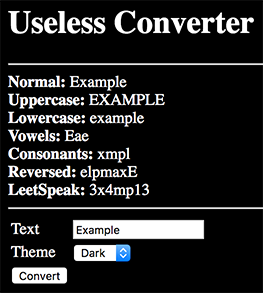 Useless Converter
Normal: Example
Uppercase: EXAMPLE
Lowercase: example
Vowels: Eae
Consonants: xmpl
Reversed: elpmaxE
LeetSpeak: 3x4mp13
Text Example
Theme Dark
Convert